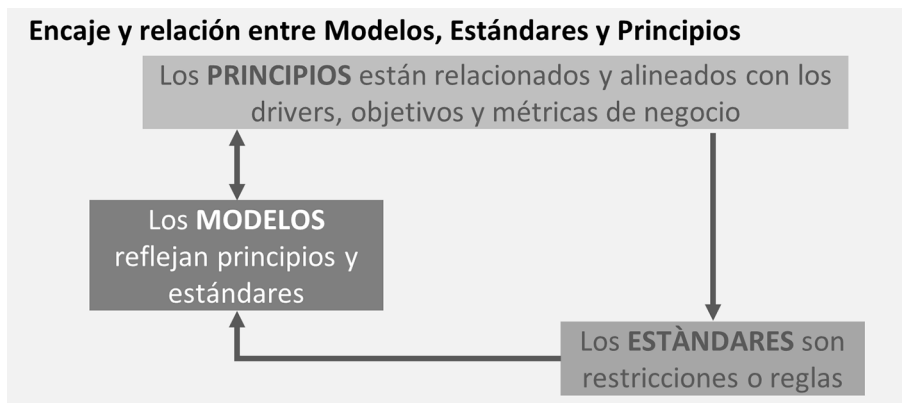 Encaje y relación entre Modelos, Estándares y Principios
Los PRINCIPIOS están relacionados y alineados con los
drivers, objetivos y métricas de negocio
Los MODELOS
reflejan principios y
estándares
Los ESTÀNDARES son
restricciones o reglas